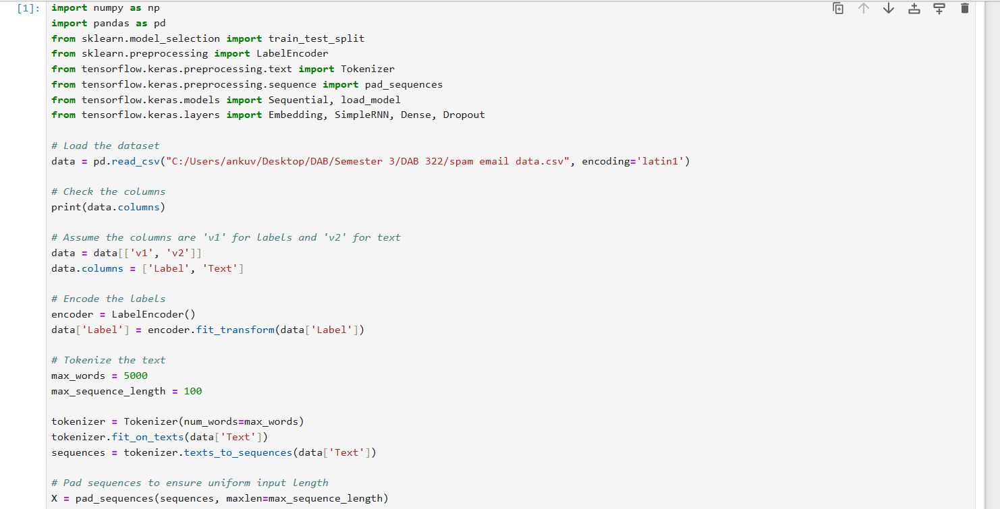 [1]:
import numpy as np
import pandas as pd
from sklearn.model_selection import train_test_split
from sklearn.preprocessing import LabelEncoder
from tensorflow.keras.preprocessing.text import Tokenizer
from tensorflow.keras.preprocessing.sequence import pad_sequences
from tensorflow.keras.models import Sequential, load_model
from tensorflow.keras.layers import Embedding, SimpleRNN, Dense, Dropout
# Load the dataset
data = pd.read_csv("C:/Users/ankuv/Desktop/DAB/Semester 3/DAB 322/spam email data.csv", encoding='latin1')
# Check the columns
print(data.columns)
# Assume the columns are 'v1' for labels and 'v2' for text
data = data[['v1', 'v2']]
data.columns = ['Label', 'Text']
# Encode the labels
encoder = LabelEncoder()
data['Label'] = encoder.fit_transform(data['Label'])
# Tokenize the text
max_words = 5000
max_sequence_length = 100
tokenizer = Tokenizer(num_words=max_words)
tokenizer.fit_on_texts(data['Text'])
sequences = tokenizer.texts_to_sequences(data['Text'])
# Pad sequences to ensure uniform input length
X = pad_sequences(sequences, maxlen=max_sequence_length)